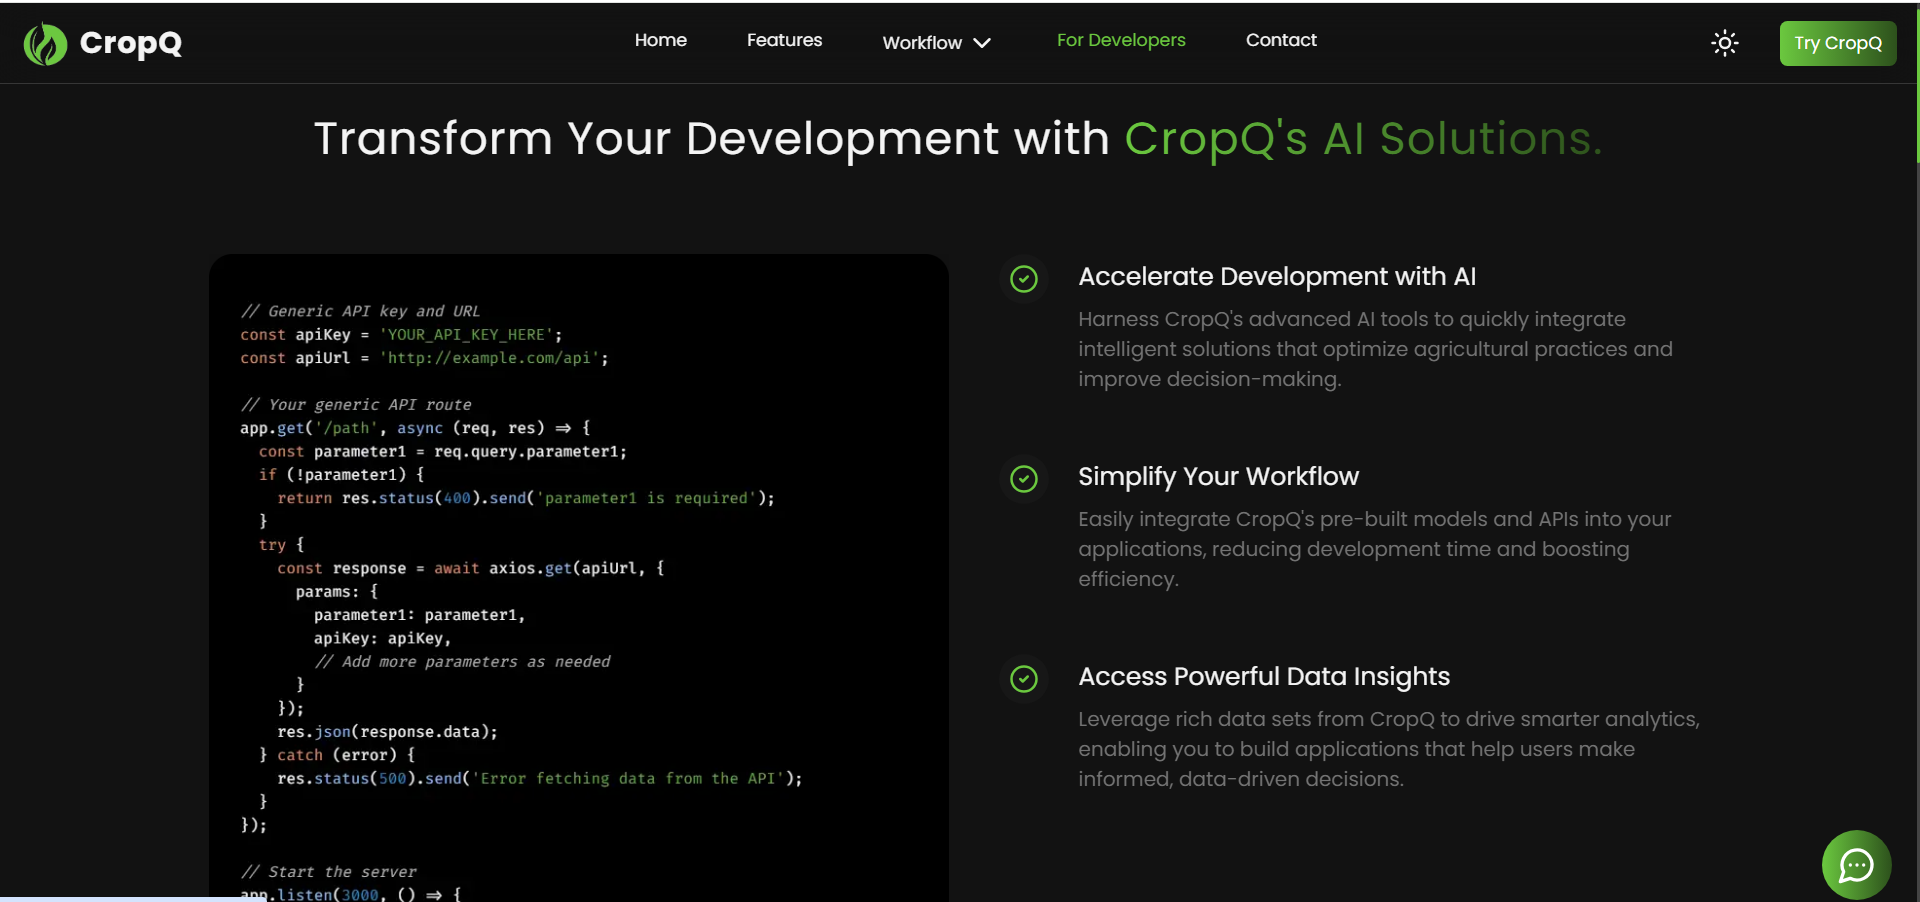 CropQ
Home
Features
Workflow
For Developers
Contact
Try CropQ
Transform Your Development with CropQ's AI Solutions.
// Generic API key and URL
const apiKey = 'YOUR_API_KEY_HERE';
const apiUrl = 'http://example.com/api';
// Your generic API route
app.get('/path', async (req, res) => {
  const parameter1 = req.query.parameter1;
  if (!parameter1) {
    return res.status(400).send('parameter1 is required');
  }
  try {
    const response = await axios.get(apiUrl, {
      params: {
        parameter1: parameter1,
        apiKey: apiKey,
        // Add more parameters as needed
      }
    });
    res.json(response.data);
  } catch (error) {
    res.status(500).send('Error fetching data from the API');
  }
});
// Start the server
app.listen(3000, () => {
Accelerate Development with AI
Harness CropQ's advanced AI tools to quickly integrate
intelligent solutions that optimize agricultural practices and
improve decision-making.
Simplify Your Workflow
Easily integrate CropQ's pre-built models and APIs into your
applications, reducing development time and boosting
efficiency.
Access Powerful Data Insights
Leverage rich data sets from CropQ to drive smarter analytics,
enabling you to build applications that help users make
informed, data-driven decisions.